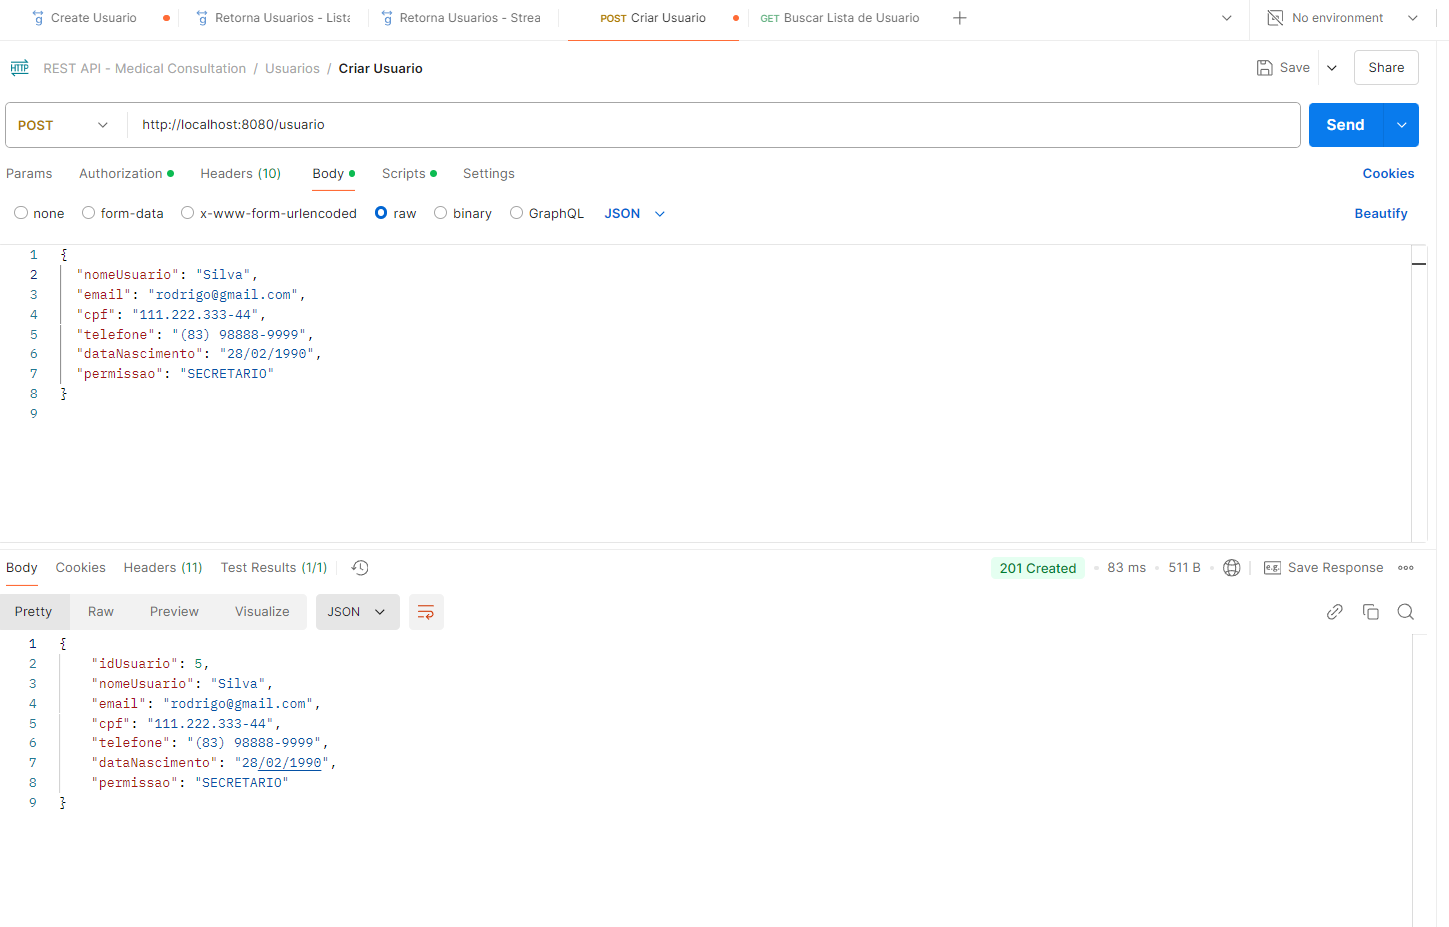 Create Usuario Retorna Usuarios - Lista Retorna Usuarios - Strea POST Criar Usuario GET Buscar Lista de Usuario No environment
HTTP REST API - Medical Consultation / Usuarios / Criar Usuario Save Share
POST http://localhost:8080/usuario Send
Params Authorization Headers (10) Body Scripts Settings Cookies
none form-data x-www-form-urlencoded raw binary GraphQL JSON Beautify
1 {
2 "nomeUsuario": "Silva",
3 "email": "rodrigo@gmail.com",
4 "cpf": "111.222.333-44",
5 "telefone": "(83) 98888-9999",
6 "dataNascimento": "28/02/1990",
7 "permissao": "SECRETARIO"
8 }
9
Body Cookies Headers (11) Test Results (1/1) 201 Created 83 ms 511 B e.g. Save Response
Pretty Raw Preview Visualize JSON
1 {
2 "idUsuario": 5,
3 "nomeUsuario": "Silva",
4 "email": "rodrigo@gmail.com",
5 "cpf": "111.222.333-44",
6 "telefone": "(83) 98888-9999",
7 "dataNascimento": "28/02/1990",
8 "permissao": "SECRETARIO"
9 }